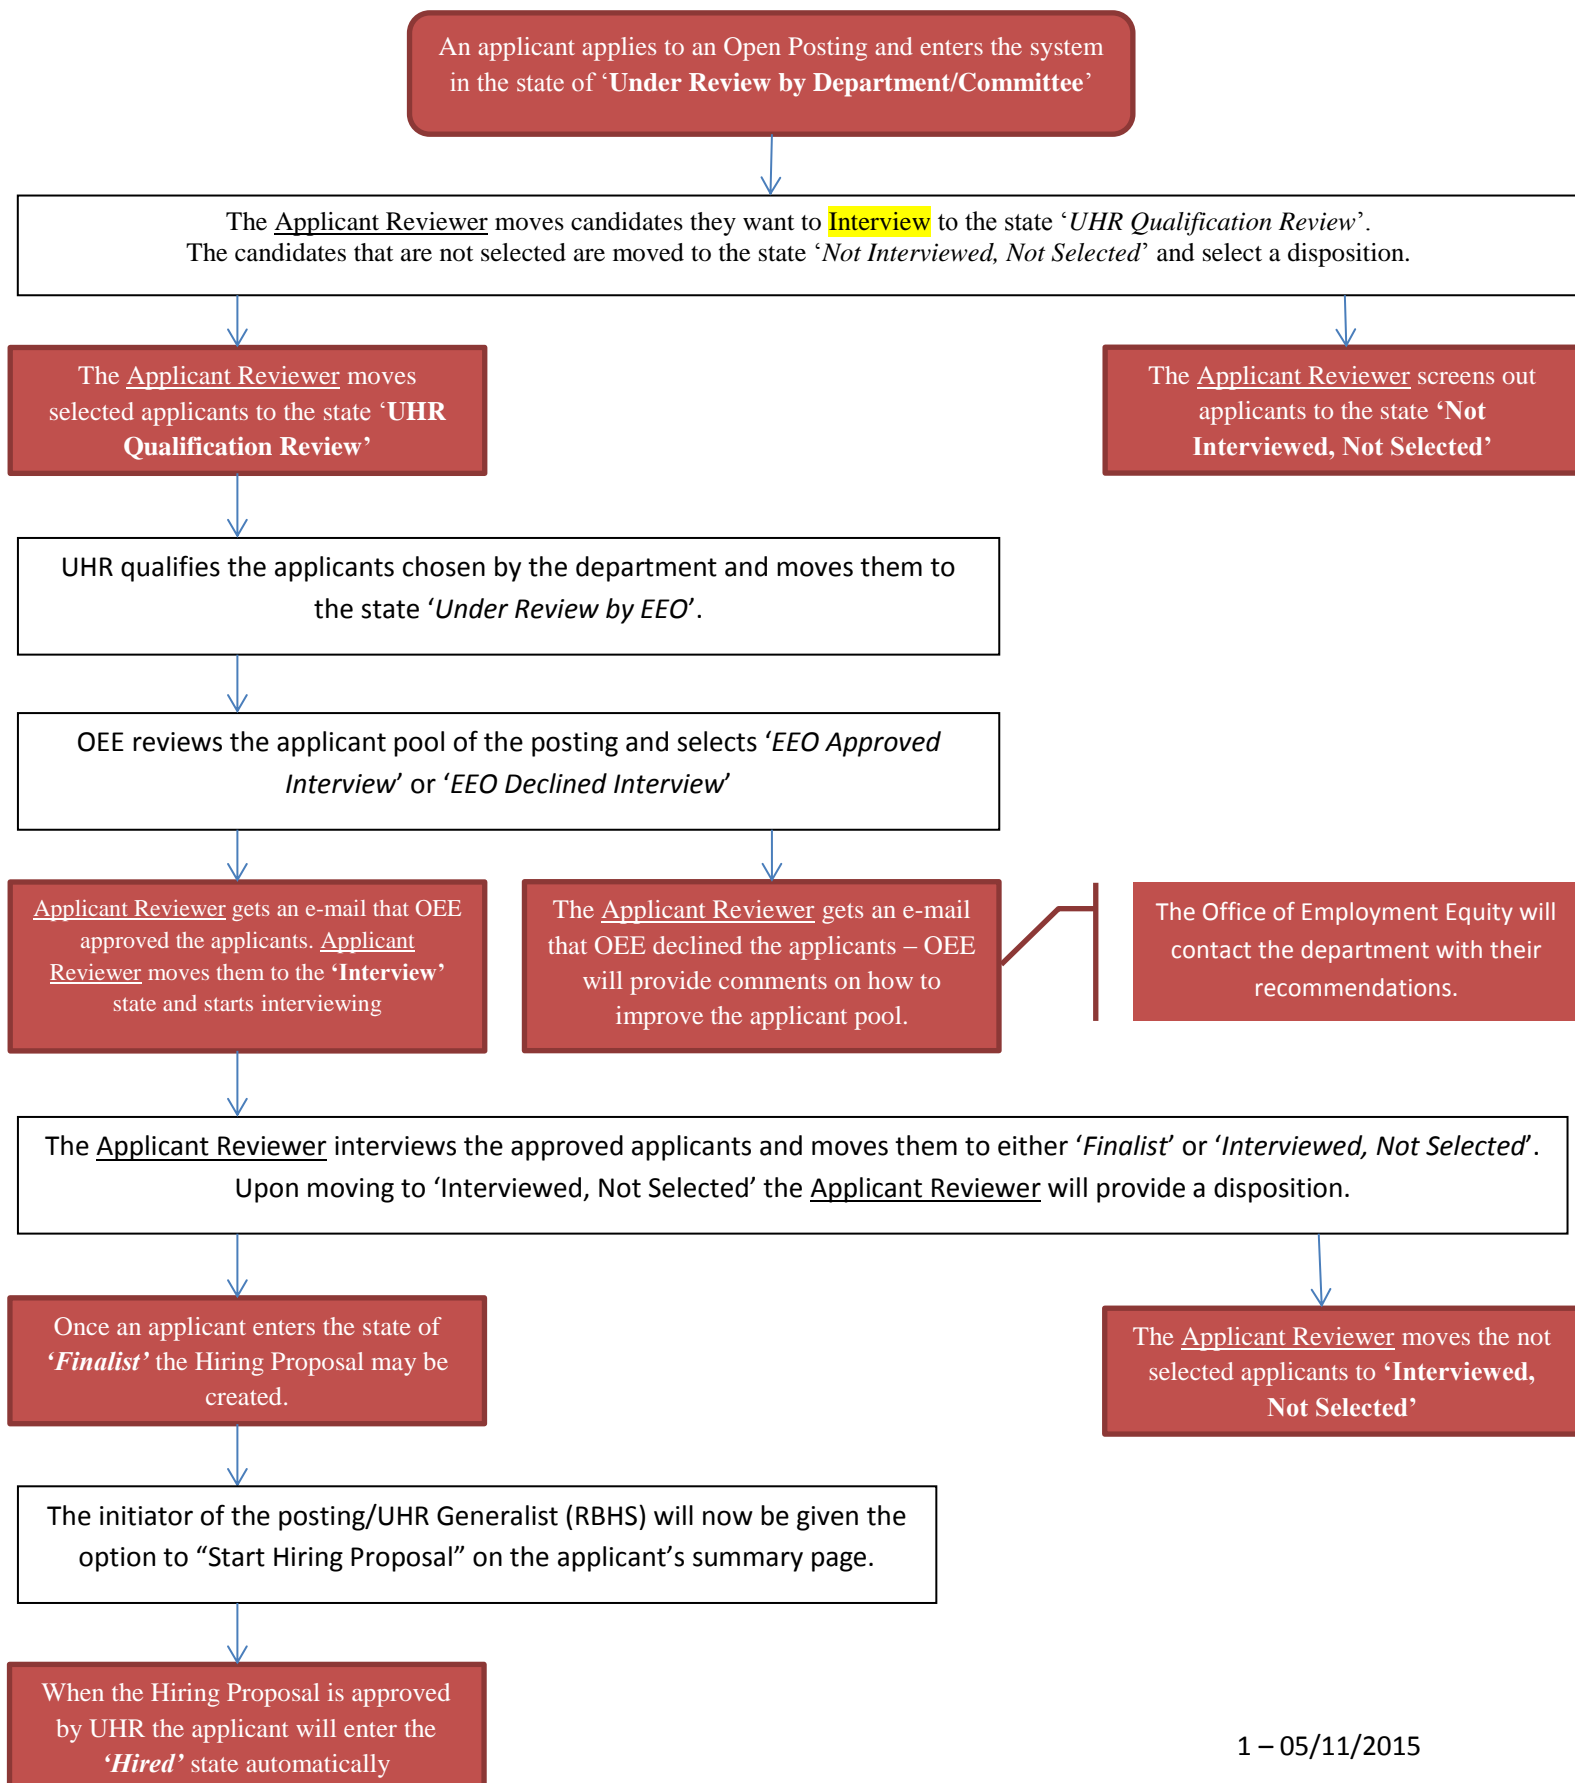 An applicant applies to an Open Posting and enters the system
in the state of ‘Under Review by Department/Committee’
The Applicant Reviewer moves candidates they want to Interview to the state ‘UHR Qualification Review’.
The candidates that are not selected are moved to the state ‘Not Interviewed, Not Selected’ and select a disposition.
The Applicant Reviewer moves
selected applicants to the state ‘UHR
Qualification Review’
The Applicant Reviewer screens out
applicants to the state ‘Not
Interviewed, Not Selected’
UHR qualifies the applicants chosen by the department and moves them to
the state ‘Under Review by EEO’.
OEE reviews the applicant pool of the posting and selects ‘EEO Approved
Interview’ or ‘EEO Declined Interview’
Applicant Reviewer gets an e-mail that OEE
approved the applicants. Applicant
Reviewer moves them to the ‘Interview’
state and starts interviewing
The Applicant Reviewer gets an e-mail
that OEE declined the applicants – OEE
will provide comments on how to
improve the applicant pool.
The Office of Employment Equity will
contact the department with their
recommendations.
The Applicant Reviewer interviews the approved applicants and moves them to either ‘Finalist’ or ‘Interviewed, Not Selected’.
Upon moving to ‘Interviewed, Not Selected’ the Applicant Reviewer will provide a disposition.
Once an applicant enters the state of
‘Finalist’ the Hiring Proposal may be
created.
The Applicant Reviewer moves the not
selected applicants to ‘Interviewed,
Not Selected’
The initiator of the posting/UHR Generalist (RBHS) will now be given the
option to “Start Hiring Proposal” on the applicant’s summary page.
When the Hiring Proposal is approved
by UHR the applicant will enter the
‘Hired’ state automatically
1 – 05/11/2015